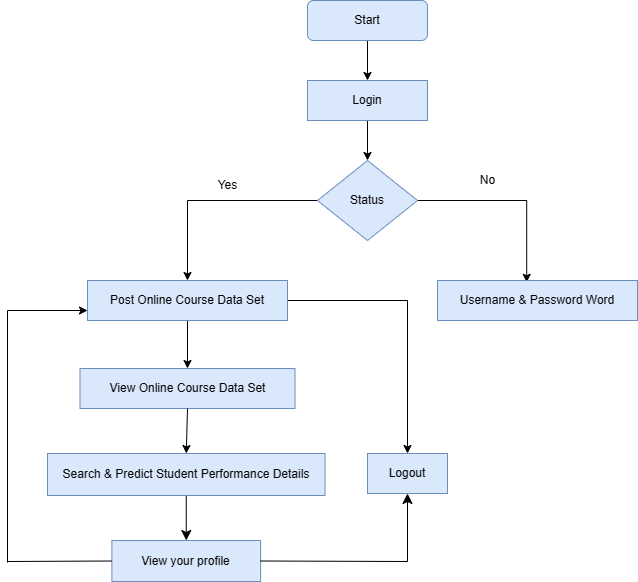 Start
Login
Status
Yes
No
Post Online Course Data Set
Username & Password Word
View Online Course Data Set
Search & Predict Student Performance Details
Logout
View your profile